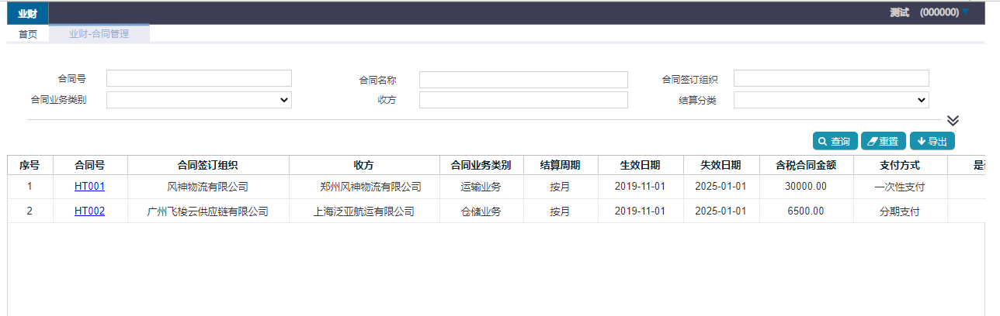 业财 测试 (000000)
首页 业财-合同管理
合同号 合同名称 合同签订组织
合同业务类别 收方 结算分类
查询 重置 导出
序号 合同号 合同签订组织 收方 合同业务类别 结算周期 生效日期 失效日期 含税合同金额 支付方式
1 HT001 风神物流有限公司 郑州风神物流有限公司 运输业务 按月 2019-11-01 2025-01-01 30000.00 一次性支付
2 HT002 广州飞梭云供应链有限公司 上海泛亚航运有限公司 仓储业务 按月 2019-11-01 2025-01-01 6500.00 分期支付